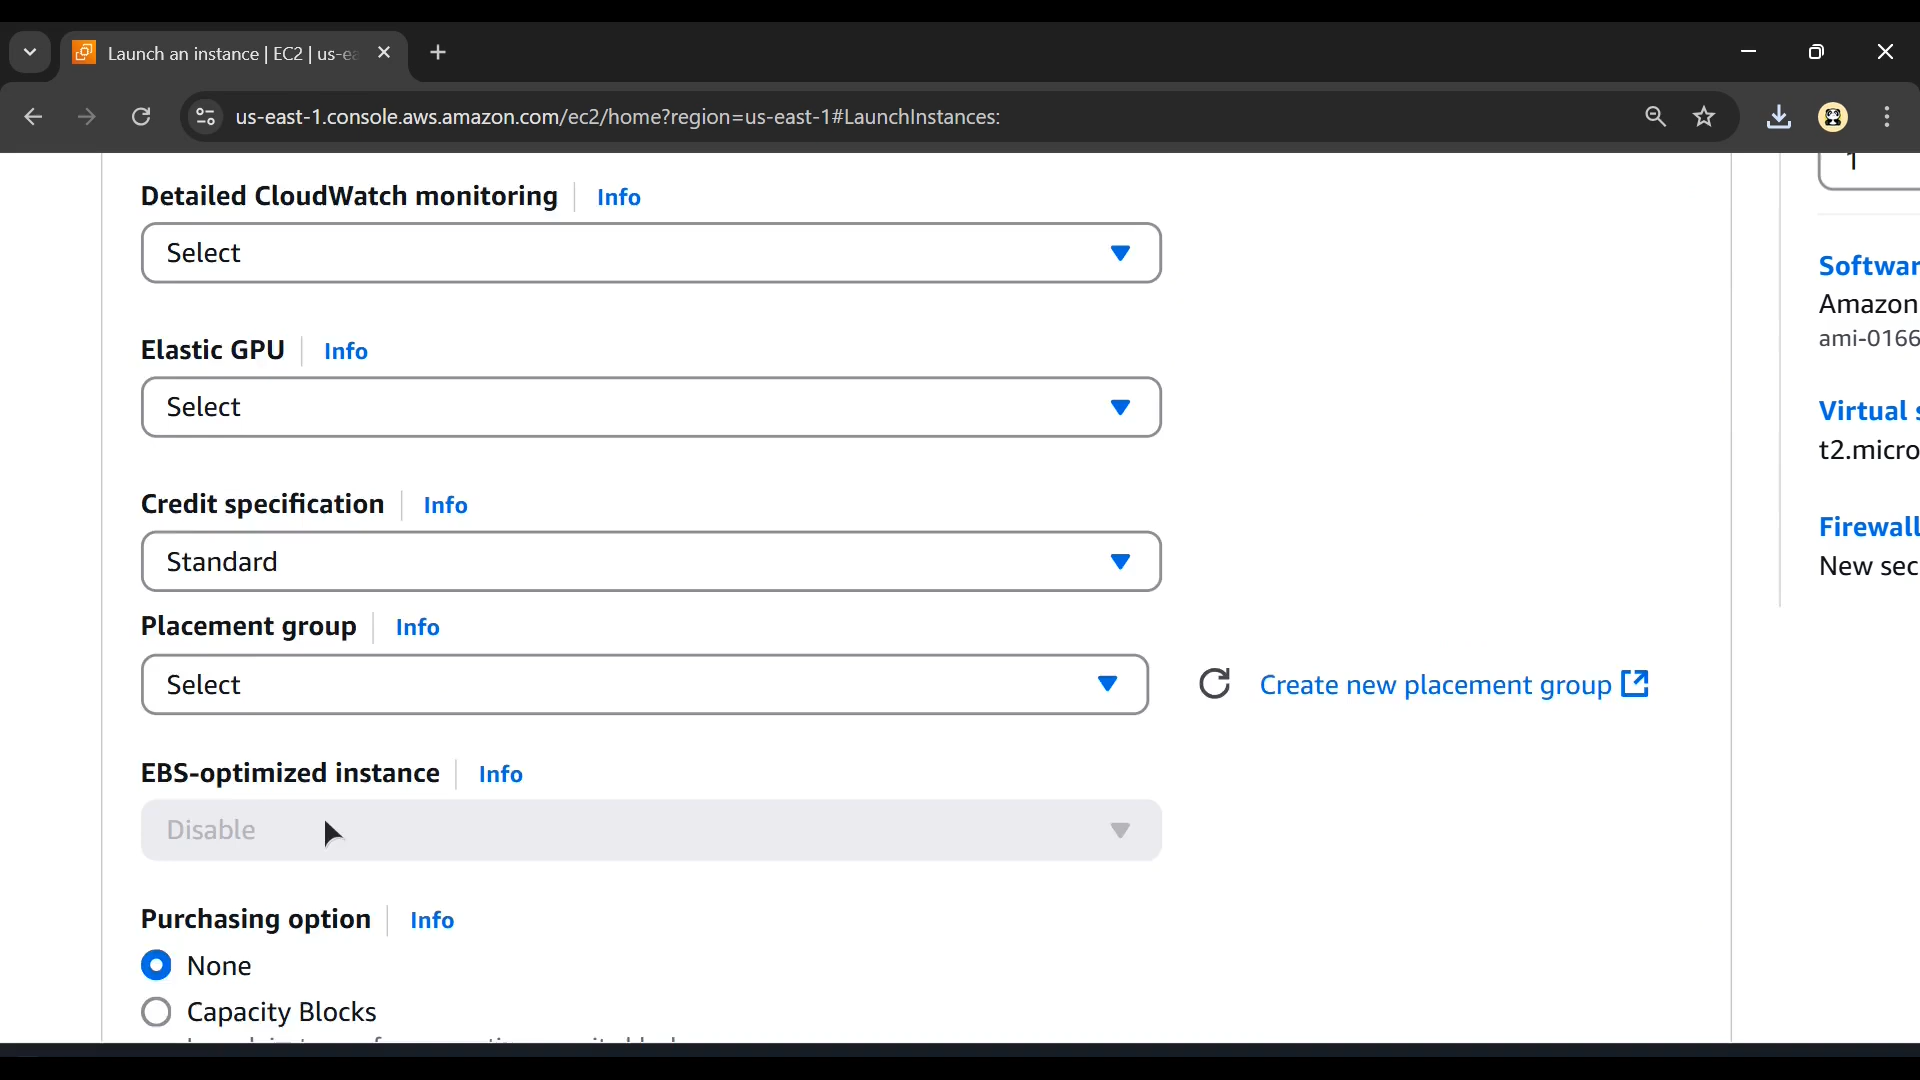 Launch an instance | EC2 | us-ea
us-east-1.console.aws.amazon.com/ec2/home?region=us-east-1#LaunchInstances:
Detailed CloudWatch monitoring Info
Select
1
Elastic GPU Info
Select
Credit specification Info
Standard
Placement group Info
Select
Create new placement group
EBS-optimized instance Info
Disable
Purchasing option Info
None
Capacity Blocks
Softwar
Amazon
ami-0166
Virtual s
t2.micro
Firewall
New sec